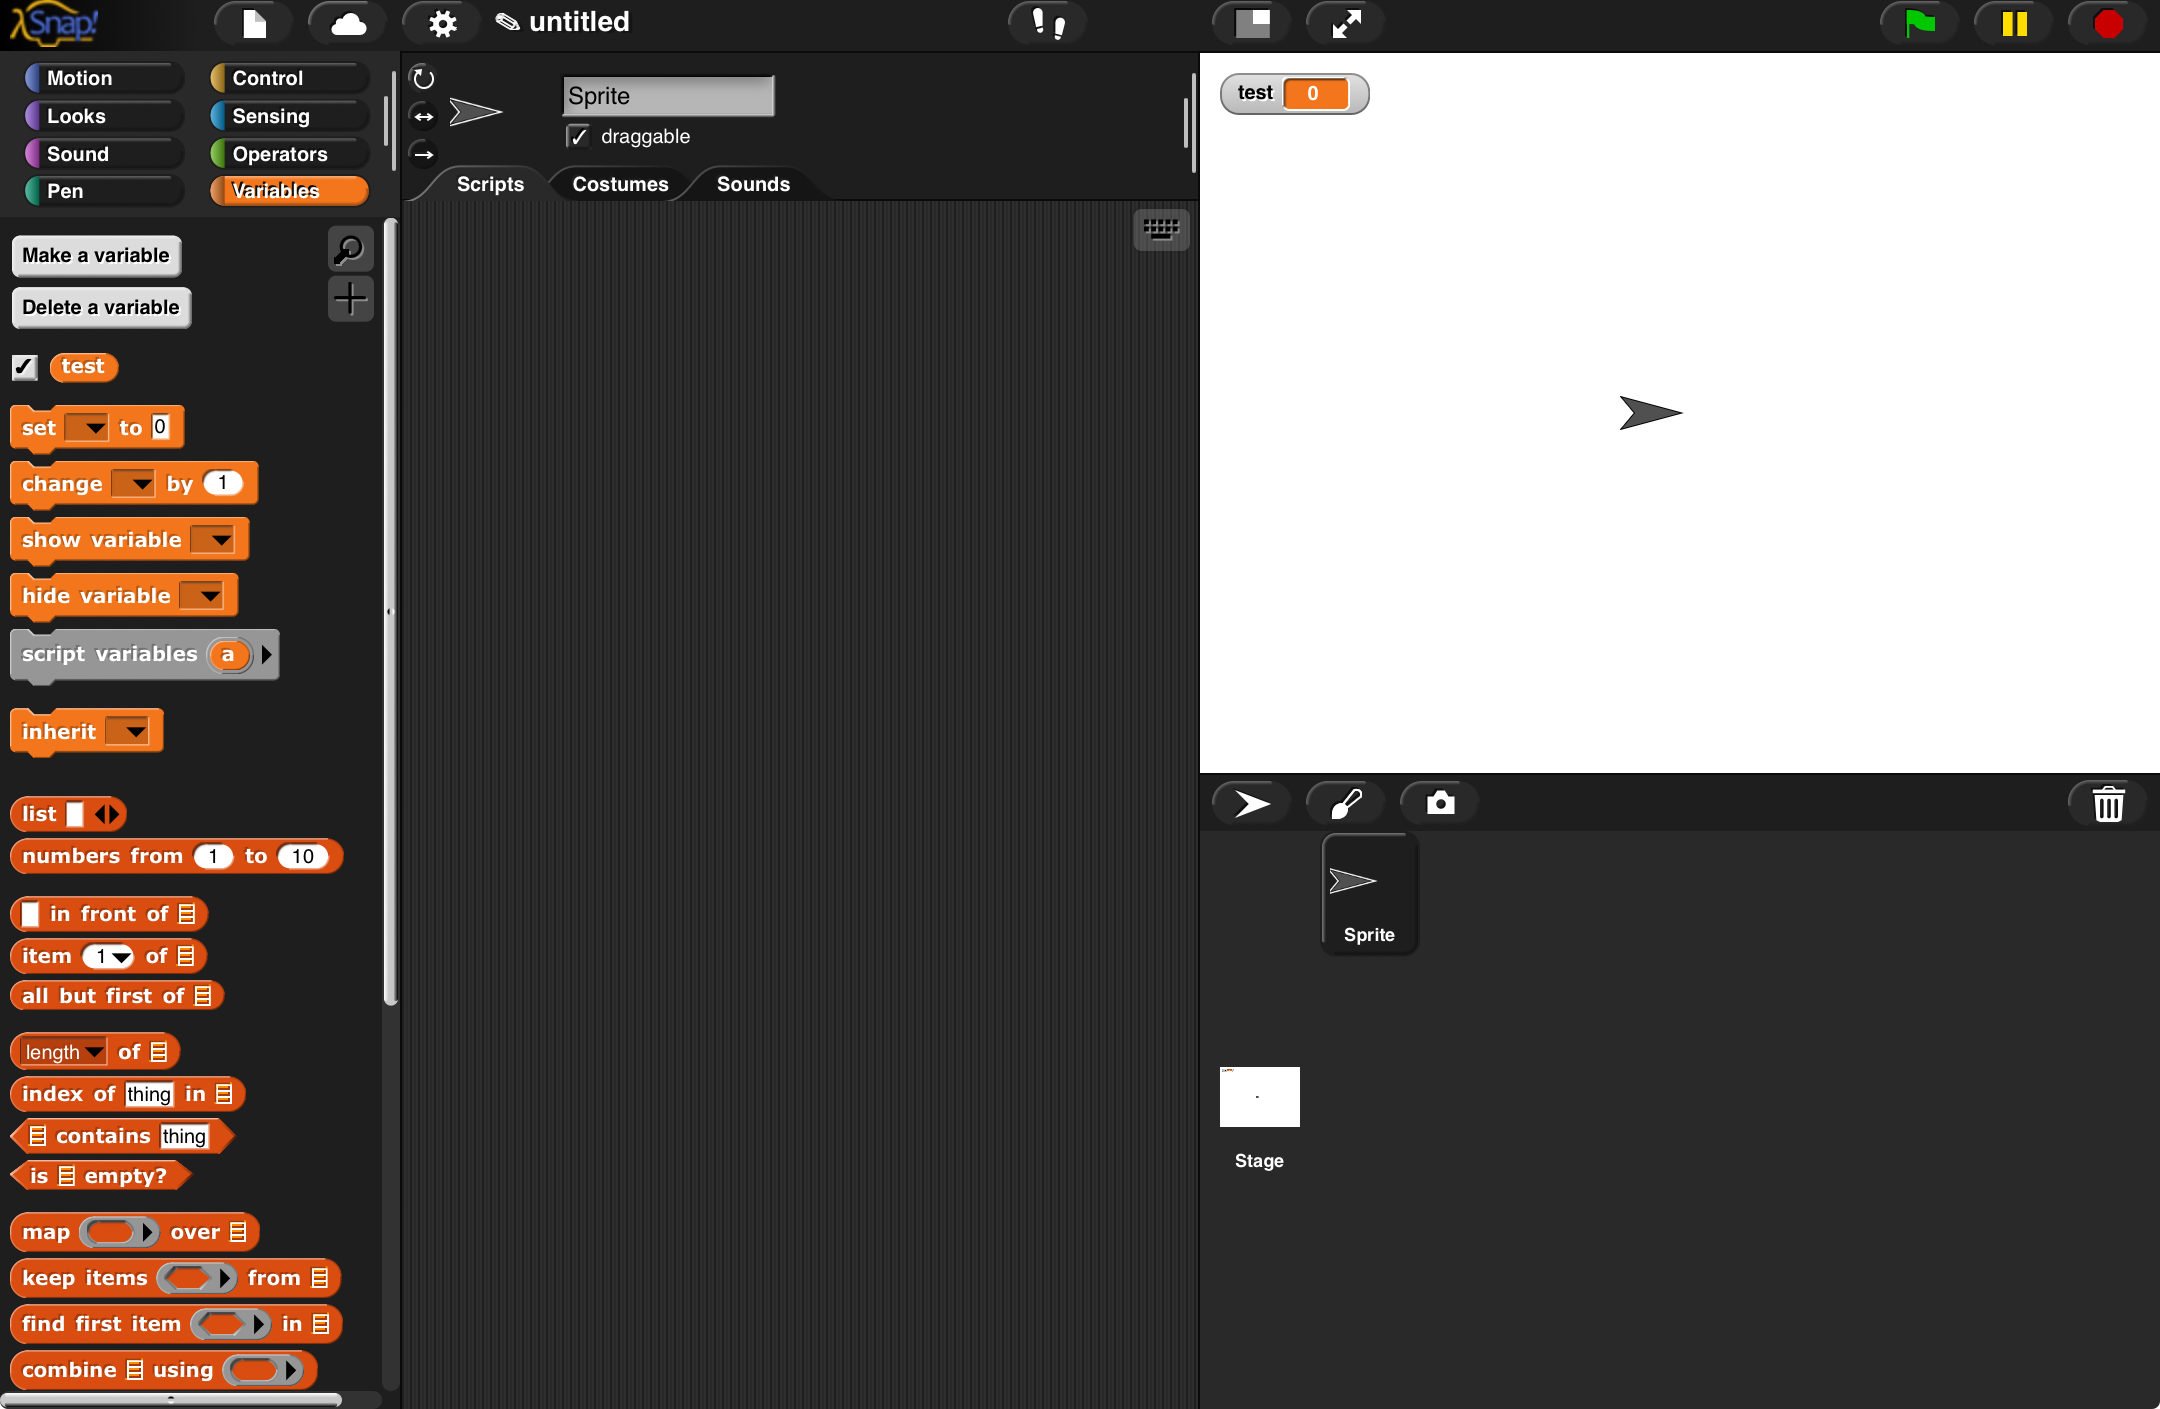 λSnap!
untitled
Motion
Control
Looks
Sensing
Sound
Operators
Pen
Variables
Make a variable
Delete a variable
test
set to 0
change by 1
show variable
hide variable
script variables a
inherit
list
numbers from 1 to 10
in front of
item 1 of
all but first of
length of
index of thing in
contains thing
is empty?
map over
keep items from
find first item in
combine using
Sprite
draggable
Scripts
Costumes
Sounds
test 0
Sprite
Stage